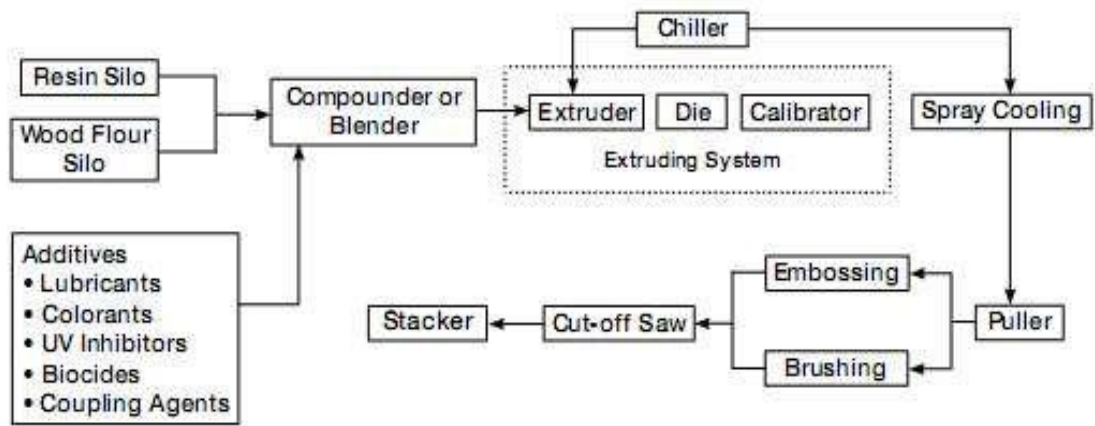 Chiller
Resin Silo
Wood Flour
Silo
Compounder or
Blender
Extruder
Die
Calibrator
Extruding System
Spray Cooling
Additives
• Lubricants
• Colorants
• UV Inhibitors
• Biocides
• Coupling Agents
Embossing
Brushing
Puller
Cut-off Saw
Stacker